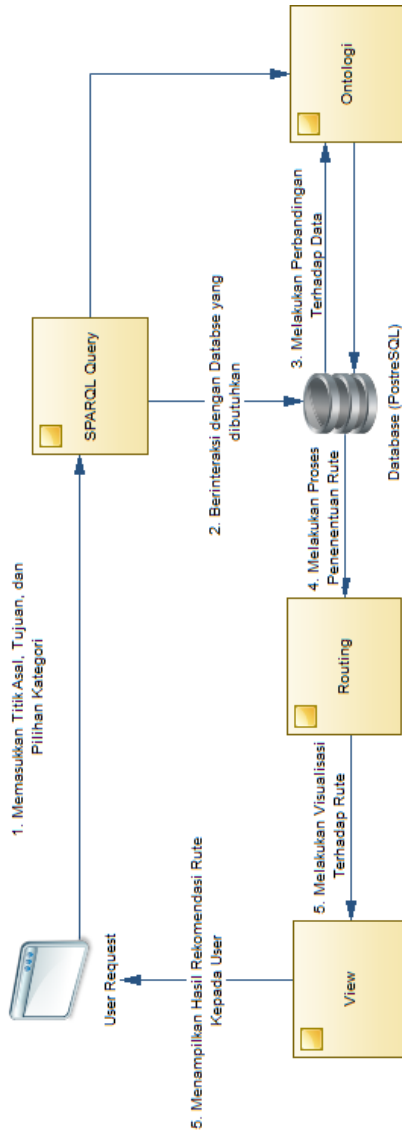 1. Memasukkan Titik Asal, Tujuan, dan
Pilihan Kategori
User Request
SPARQL Query
2. Berinteraksi dengan Databse yang
dibutuhkan
5. Menampilkan Hasil Rekomendasi Rute
Kepada User
View
5. Melakukan Visualisasi
Terhadap Rute
Routing
4. Melakukan Proses
Penenentuan Rute
Database (PostreSQL)
3. Melakukan Perbandingan
Terhadap Data
Ontologi